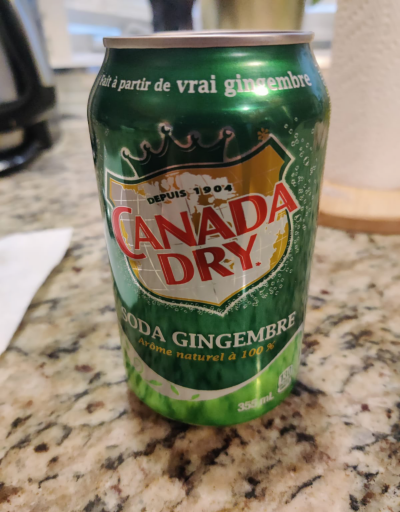 Fait à partir de vrai gingembre
DEPUIS 1904
CANADA
DRY.
SODA GINGEMBRE
Arôme naturel à 100 %
355 mL